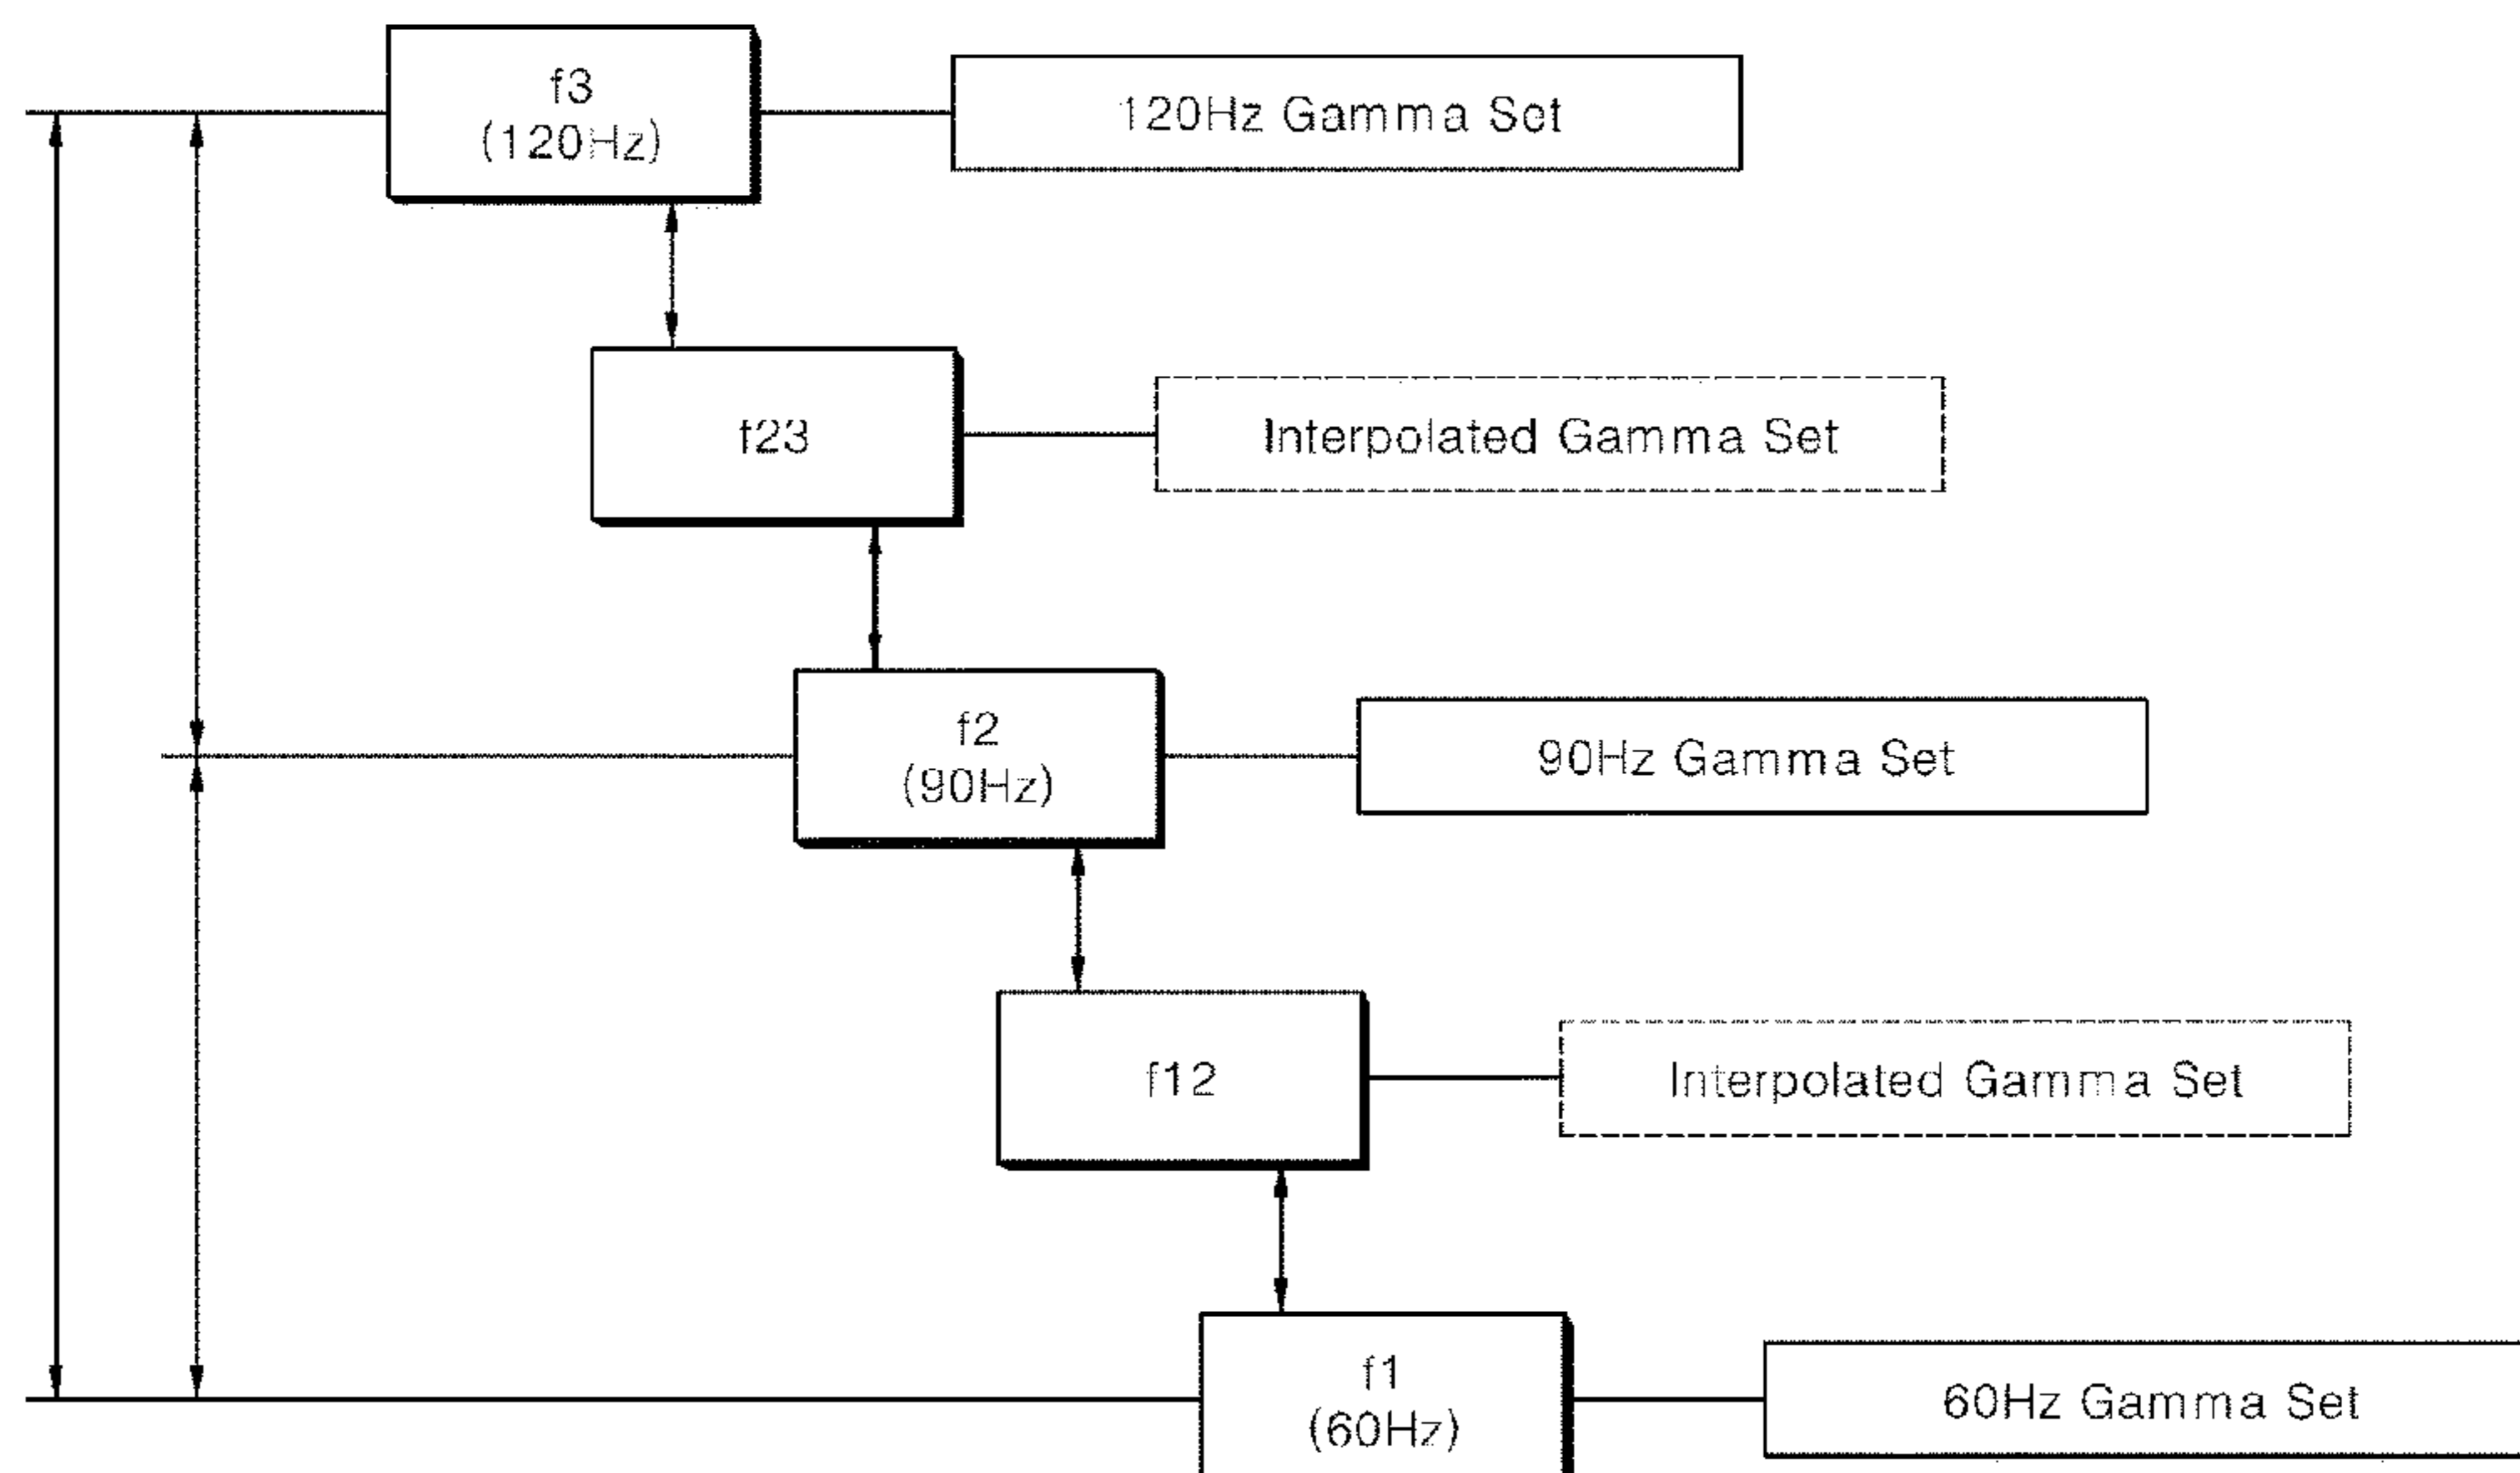 f3
(120Hz)
120Hz Gamma Set
f23
Interpolated Gamma Set
f2
(90Hz)
90Hz Gamma Set
f12
Interpolated Gamma Set
f1
(60Hz)
60Hz Gamma Set